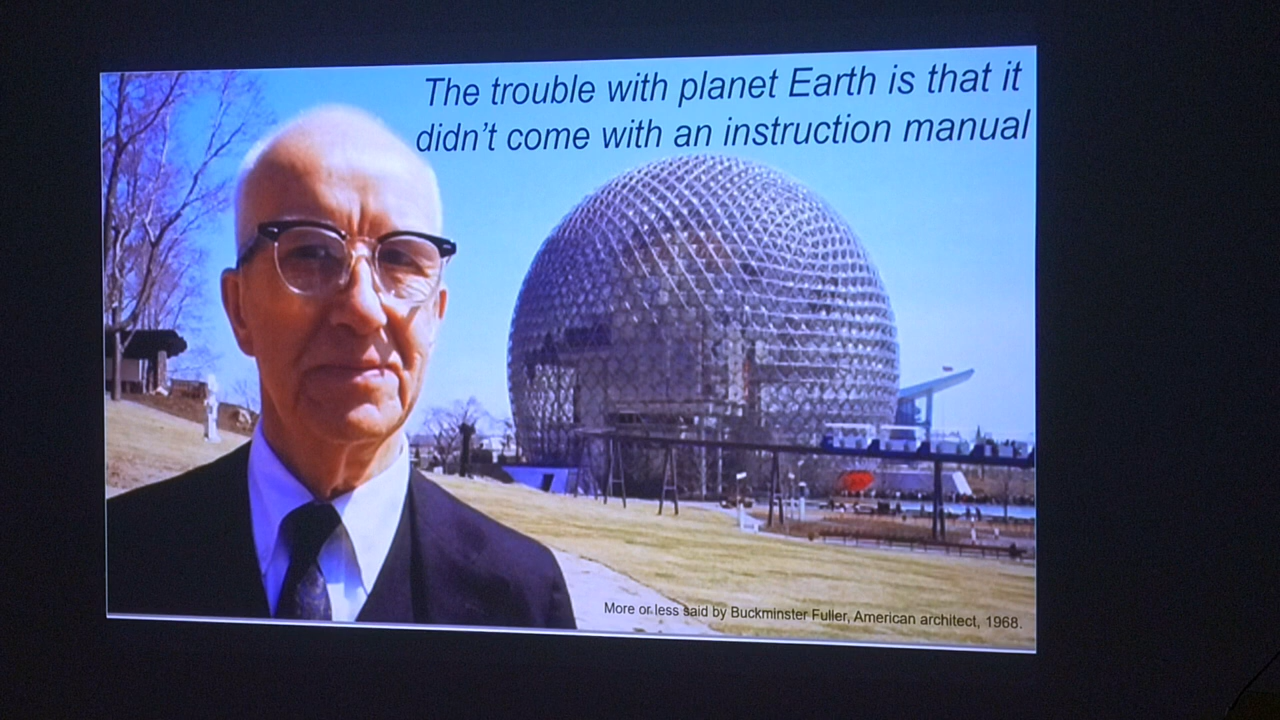 The trouble with planet Earth is that it
didn't come with an instruction manual
More or less said by Buckminster Fuller, American architect, 1968.